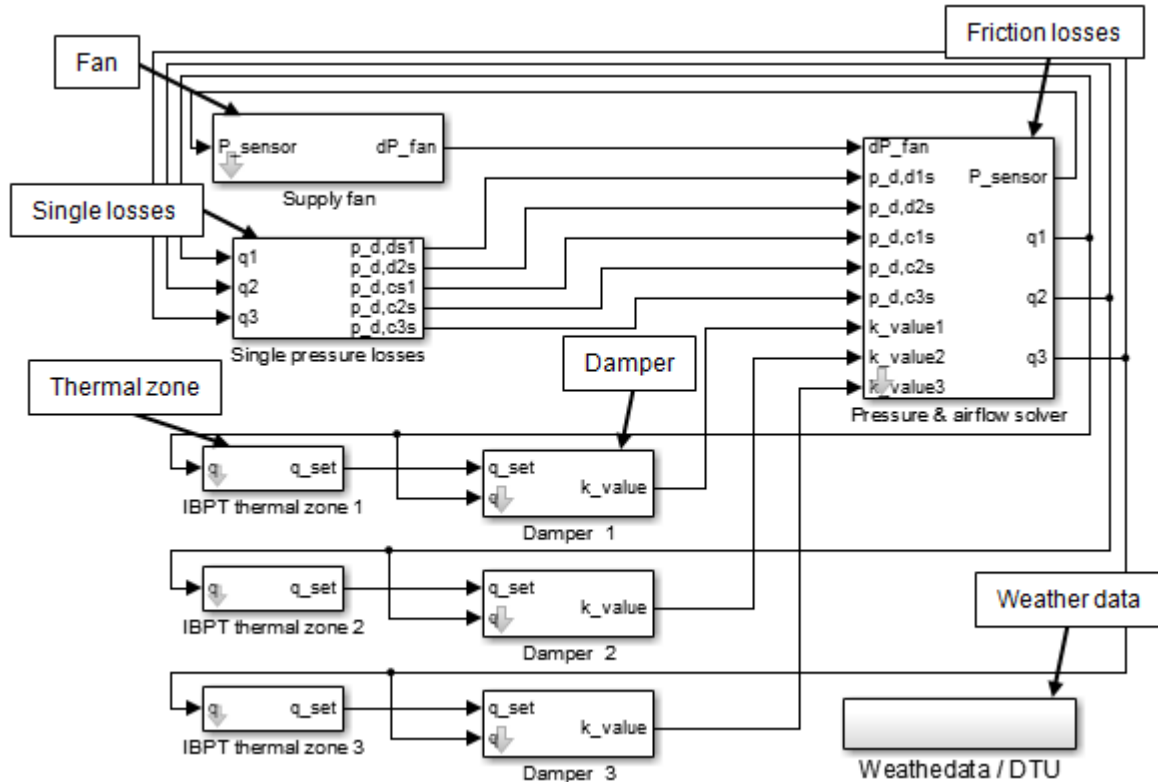 Friction losses
Fan
P_sensor
dP_fan
Supply fan
Single losses
q1
q2
q3
p_d,ds1
p_d,d2s
p_d,cs1
p_d,c2s
p_d,c3s
Single pressure losses
dP_fan
p_d,d1s
p_d,d2s
p_d,c1s
p_d,c2s
p_d,c3s
k_value1
k_value2
k_value3
P_sensor
q1
q2
q3
Pressure & airflow solver
Thermal zone
Damper
q
q_set
IBPT thermal zone 1
q_set
q
k_value
Damper 1
q
q_set
IBPT thermal zone 2
q_set
q
k_value
Damper 2
q
q_set
IBPT thermal zone 3
q_set
q
k_value
Damper 3
Weather data
Weathedata / DTU